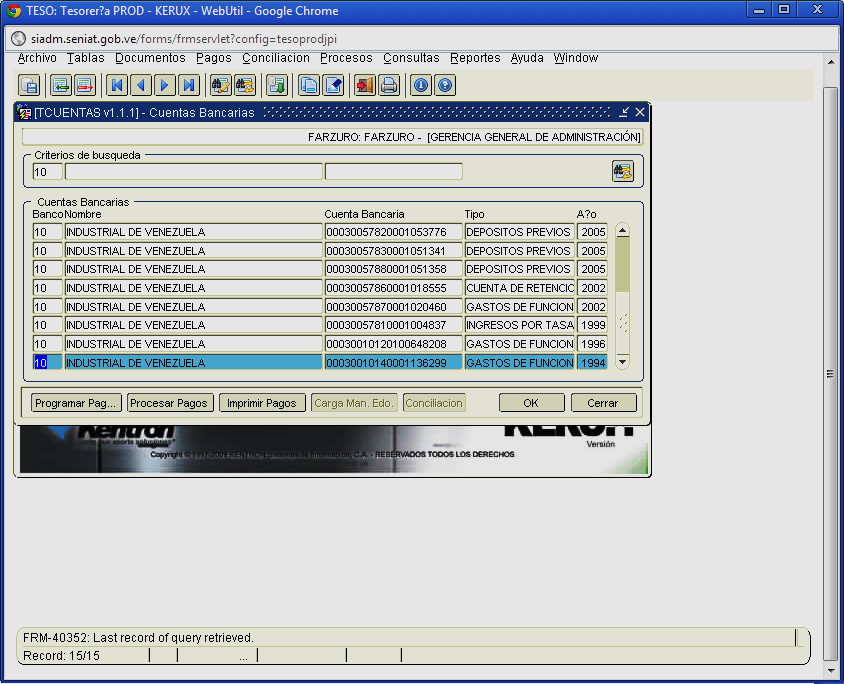 TESO: Tesorer?a PROD - KERUX - WebUtil - Google Chrome
siadm.seniat.gob.ve/forms/frmservlet?config=tesoprodjpi
Archivo Tablas Documentos Pagos Conciliacion Procesos Consultas Reportes Ayuda Window
[TCUENTAS v1.1.1] - Cuentas Bancarias
FARZURO: FARZURO - [GERENCIA GENERAL DE ADMINISTRACIÓN]
Criterios de busqueda
10
Cuentas Bancarias
Banco Nombre Cuenta Bancaria Tipo A?o
10 INDUSTRIAL DE VENEZUELA 00030057820001053776 DEPOSITOS PREVIOS 2005
10 INDUSTRIAL DE VENEZUELA 00030057830001051341 DEPOSITOS PREVIOS 2005
10 INDUSTRIAL DE VENEZUELA 00030057880001051358 DEPOSITOS PREVIOS 2005
10 INDUSTRIAL DE VENEZUELA 00030057860001018555 CUENTA DE RETENCIC 2002
10 INDUSTRIAL DE VENEZUELA 00030057870001020460 GASTOS DE FUNCION 2002
10 INDUSTRIAL DE VENEZUELA 00030057810001004837 INGRESOS POR TASA 1999
10 INDUSTRIAL DE VENEZUELA 00030010120100648208 GASTOS DE FUNCION 1996
10 INDUSTRIAL DE VENEZUELA 00030010140001136299 GASTOS DE FUNCION 1994
Programar Pag... Procesar Pagos Imprimir Pagos Carga Man. Edo. Conciliacion OK Cerrar
Kentron KERUX
Versión
Copyright © KENTRON Sistemas de Información, C.A. - RESERVADOS TODOS LOS DERECHOS
FRM-40352: Last record of query retrieved.
Record: 15/15 ...